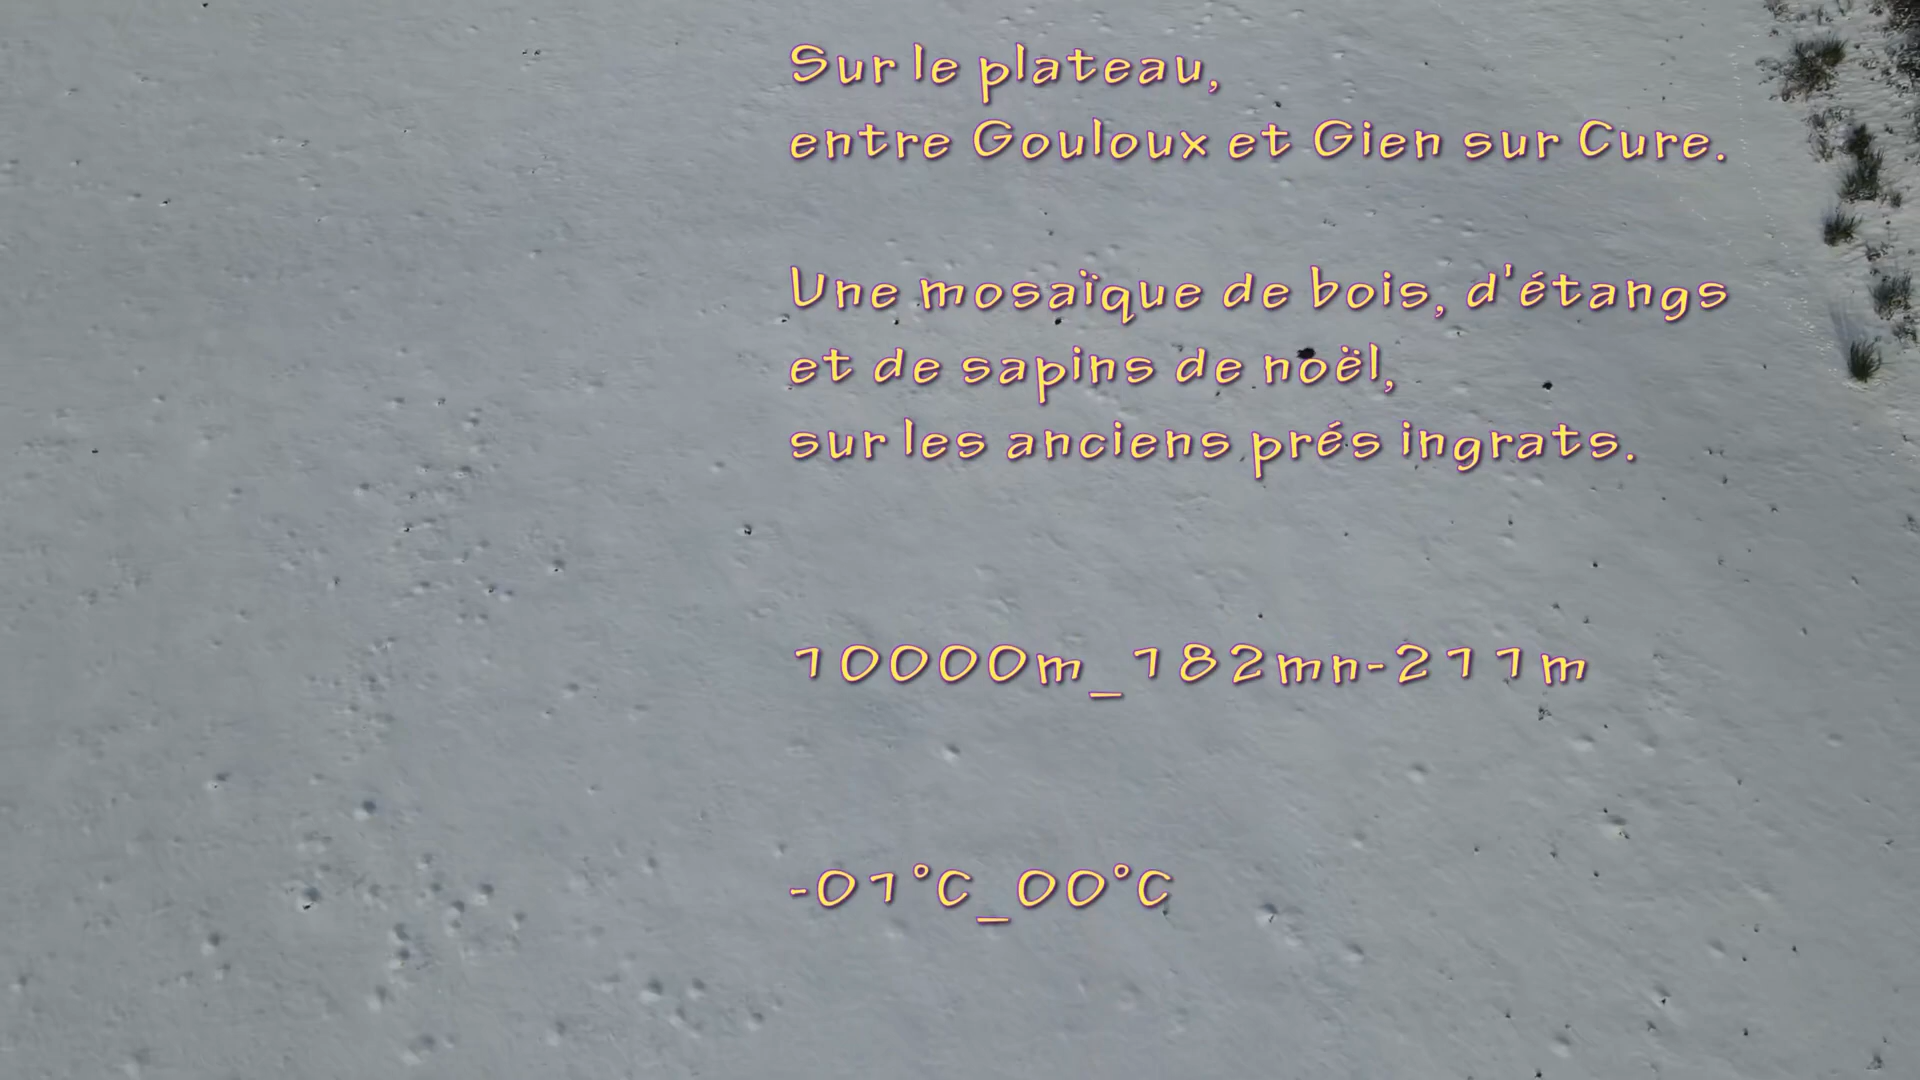 Sur le plateau,
entre Gouloux et Gien sur Cure.
Une mosaïque de bois, d'étangs
et de sapins de noël,
sur les anciens prés ingrats.
10000m_182mn-211m
-01°C_00°C